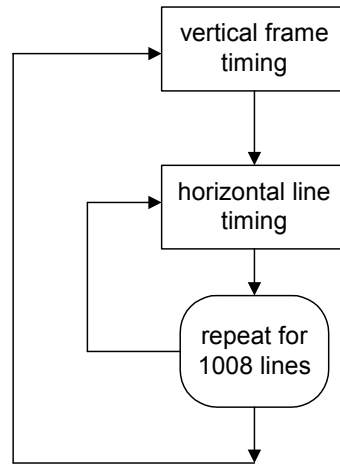 vertical frame
timing
horizontal line
timing
repeat for
1008 lines